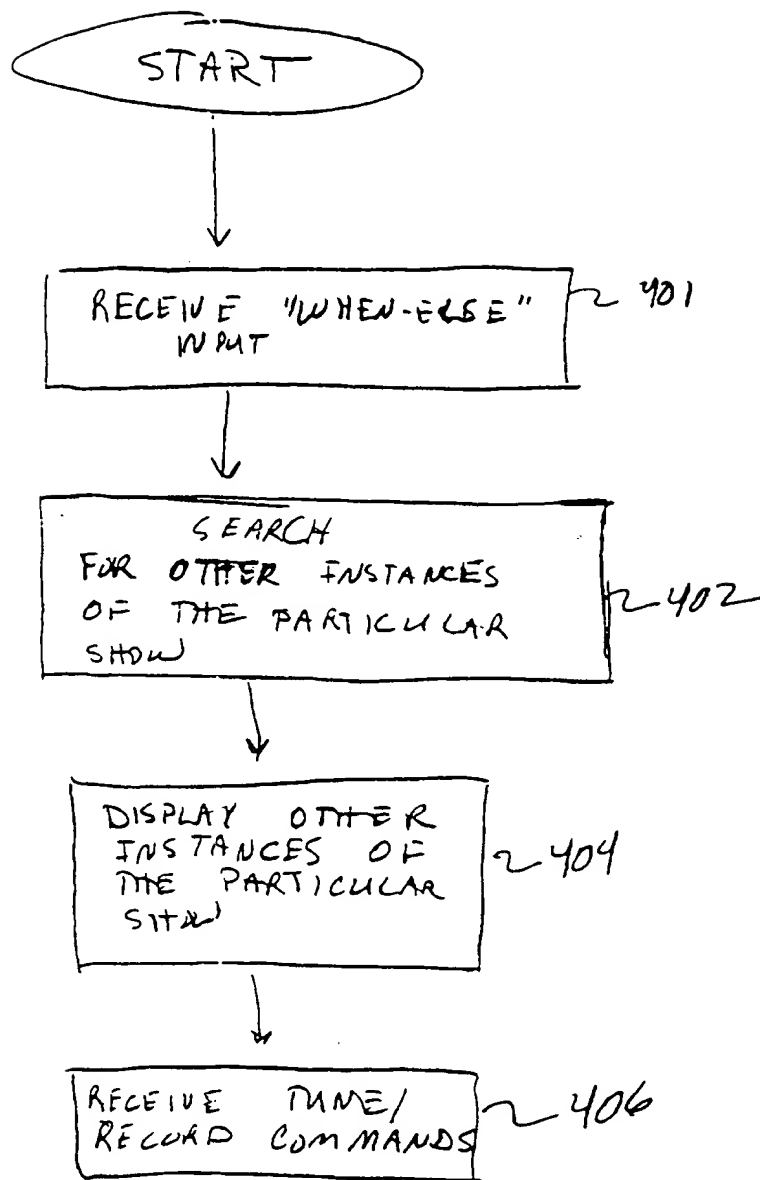 START
RECEIVE "WHEN-ELSE" 401
INPUT
SEARCH
FOR OTHER INSTANCES
OF THE PARTICULAR 402
SHOW
DISPLAY OTHER
INSTANCES OF
THE PARTICULAR 404
SHOW
RECEIVE TUNE/ 406
RECORD COMMANDS